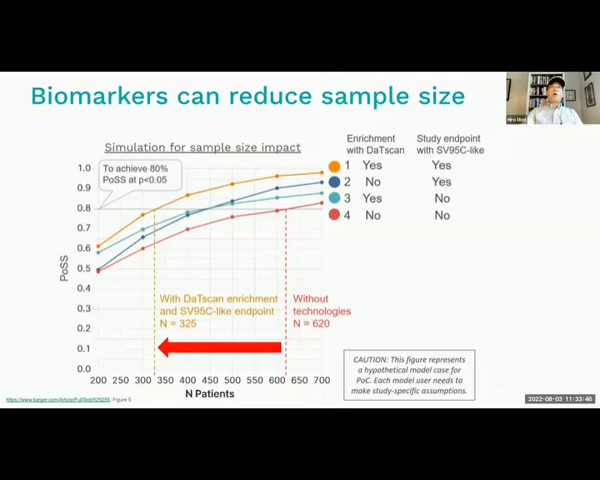 Biomarkers can reduce sample size
Simulation for sample size impact
Enrichment
with DaTscan
Study endpoint
with SV95C-like
1 Yes Yes
2 No Yes
3 Yes No
4 No No
To achieve 80%
PoSS at p<0.05
1.0
0.9
0.8
0.7
0.6
0.5
0.4
0.3
0.2
0.1
0.0
PoSS
With DaTscan enrichment
and SV95C-like endpoint
N = 325
Without
technologies
N = 620
200 250 300 350 400 450 500 550 600 650 700
N Patients
CAUTION: This figure represents
a hypothetical model case for
PoC. Each model user needs to
make study-specific assumptions.
Figure 5
2022-08-03 11:33:46